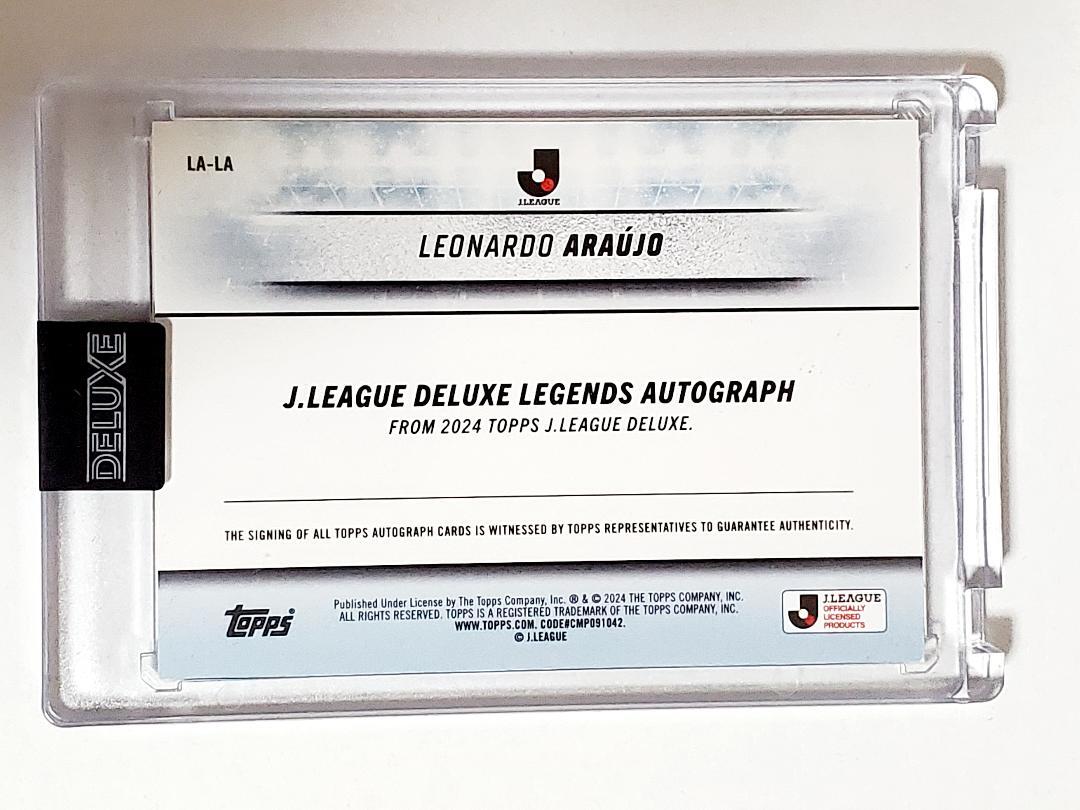 LA-LA
J.LEAGUE
LEONARDO ARAÚJO
DELUXE
J.LEAGUE DELUXE LEGENDS AUTOGRAPH
FROM 2024 TOPPS J.LEAGUE DELUXE.
THE SIGNING OF ALL TOPPS AUTOGRAPH CARDS IS WITNESSED BY TOPPS REPRESENTATIVES TO GUARANTEE AUTHENTICITY.
topps
Published Under License by The Topps Company, Inc. ® & © 2024 THE TOPPS COMPANY, INC.
ALL RIGHTS RESERVED. TOPPS IS A REGISTERED TRADEMARK OF THE TOPPS COMPANY, INC.
WWW.TOPPS.COM. CODE#CMP091042.
© J.LEAGUE
J.LEAGUE
OFFICIALLY
LICENSED
PRODUCTS